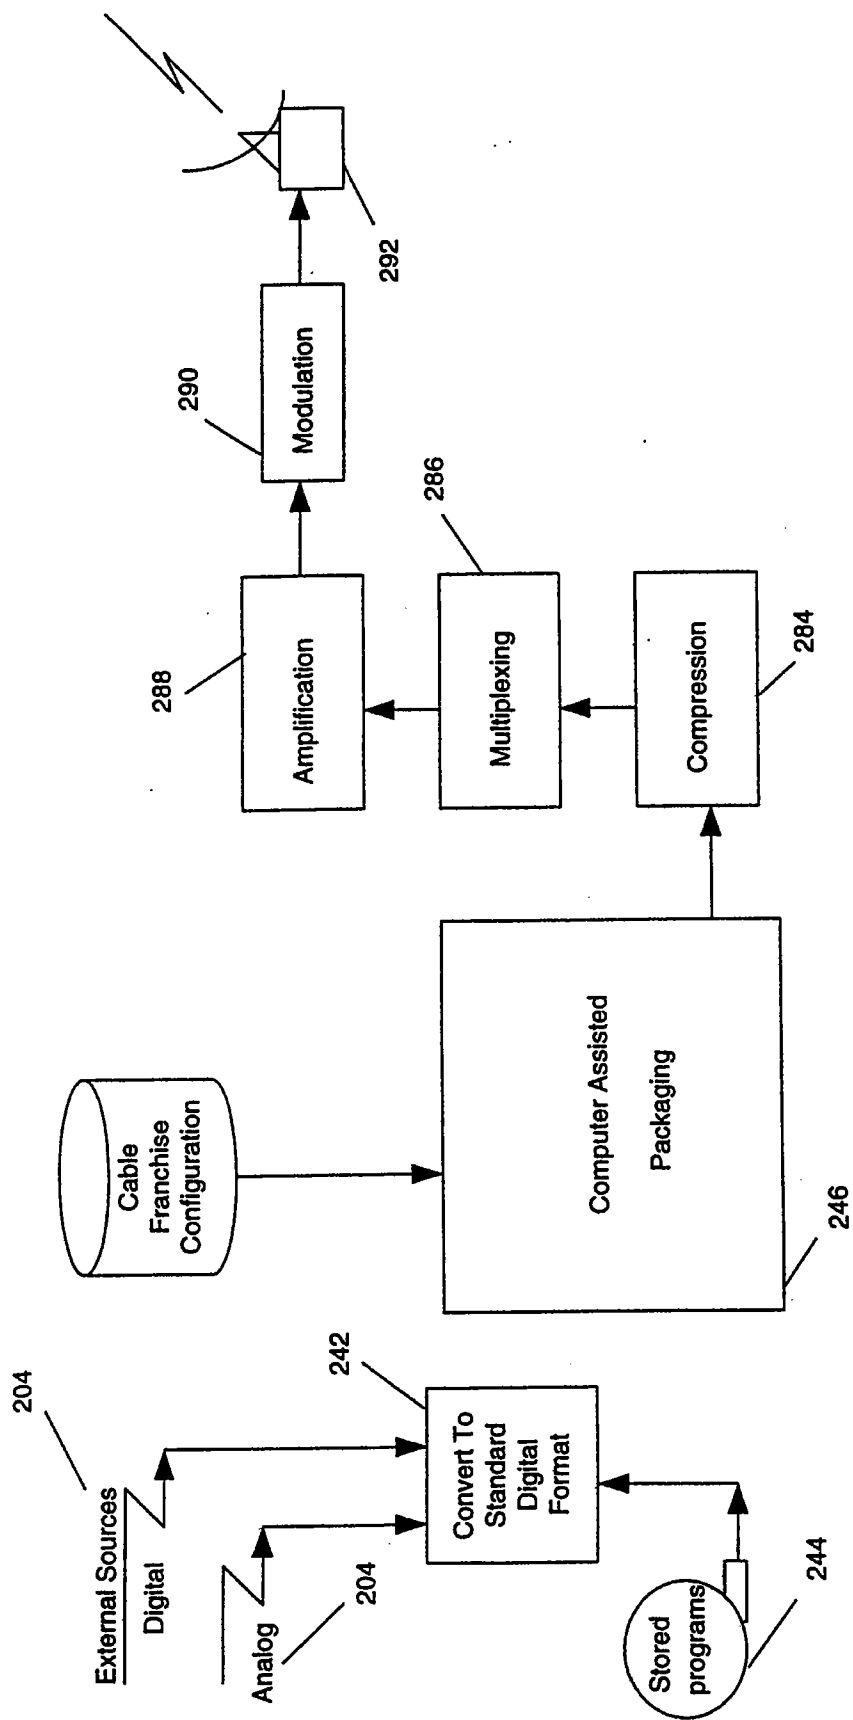 External Sources
Digital
204
Analog
204
Stored
programs
244
Convert To
Standard
Digital
Format
242
Cable
Franchise
Configuration
Computer Assisted
Packaging
246
Compression
284
Multiplexing
286
Amplification
288
Modulation
290
292